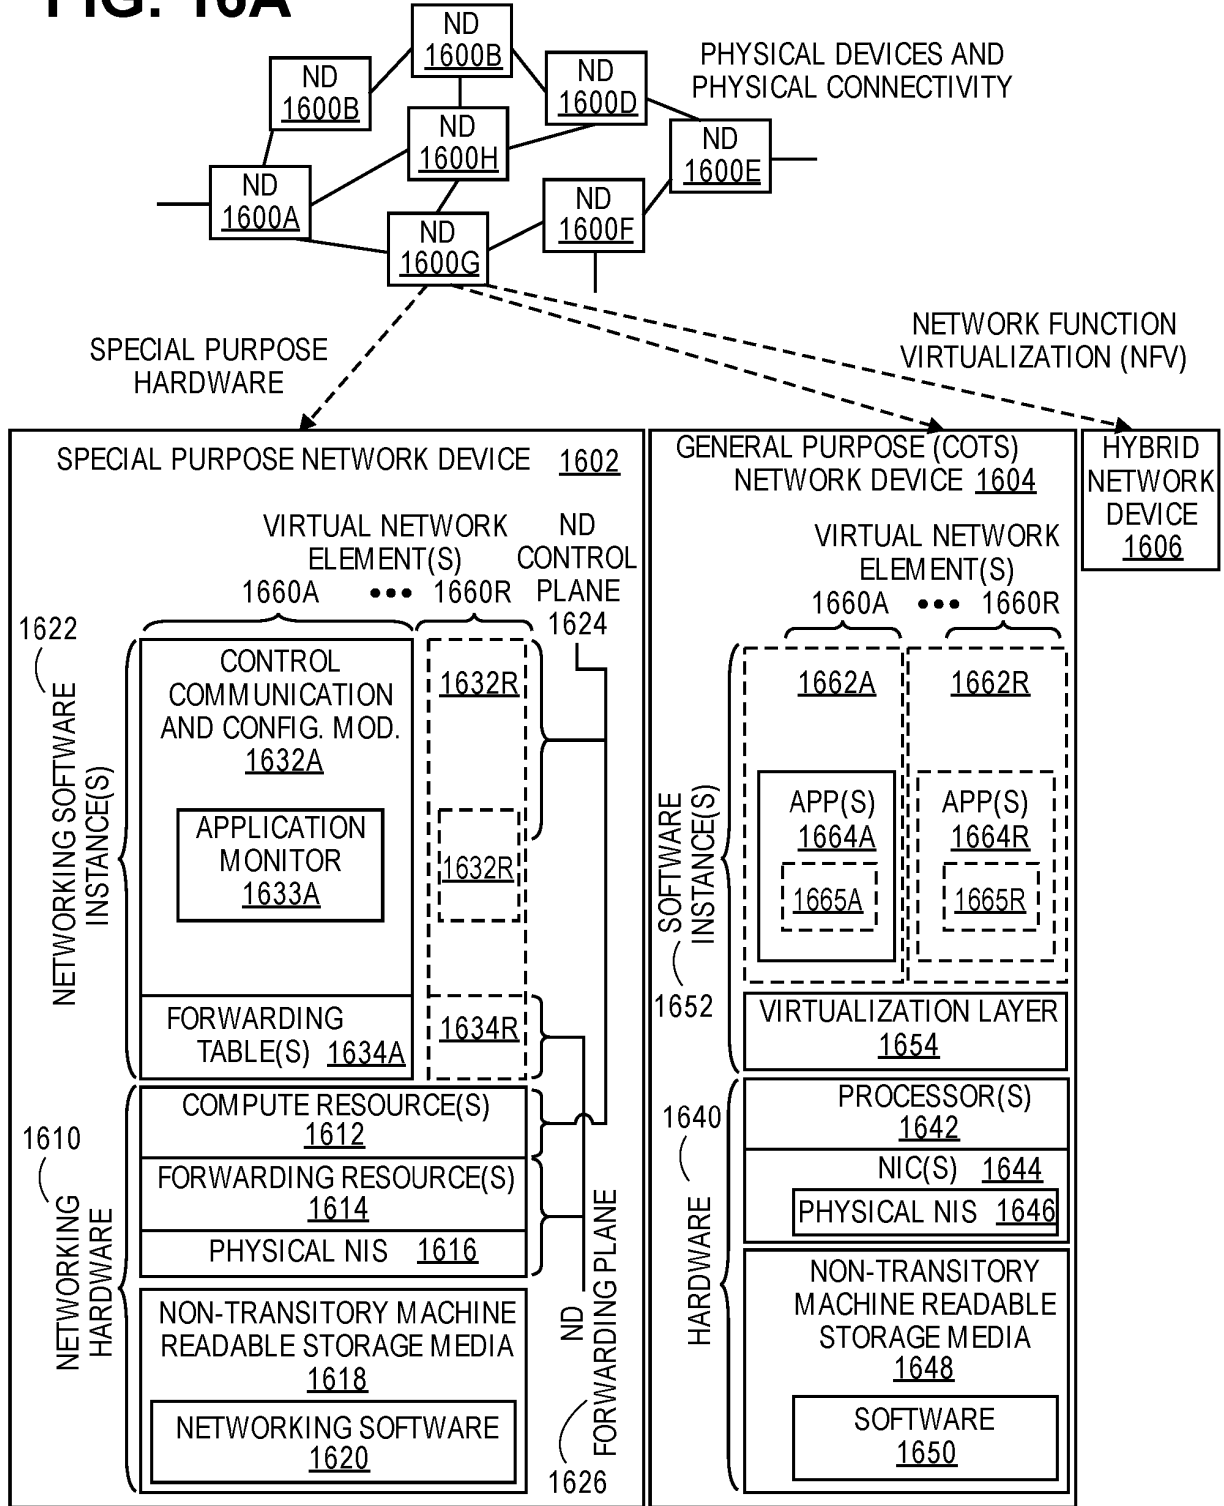 FIG. 16A
ND
1600B
ND
1600B
ND
1600D
PHYSICAL DEVICES AND
PHYSICAL CONNECTIVITY
ND
1600H
ND
1600E
ND
1600A
ND
1600F
ND
1600G
SPECIAL PURPOSE
HARDWARE
NETWORK FUNCTION
VIRTUALIZATION (NFV)
SPECIAL PURPOSE NETWORK DEVICE 1602
VIRTUAL NETWORK
ELEMENT(S)
1660A ••• 1660R
ND
CONTROL
PLANE
1624
1622
NETWORKING SOFTWARE
INSTANCE(S)
CONTROL
COMMUNICATION
AND CONFIG. MOD.
1632A
APPLICATION
MONITOR
1633A
1632R
1632R
FORWARDING
TABLE(S) 1634A
1634R
1610
NETWORKING
HARDWARE
COMPUTE RESOURCE(S)
1612
FORWARDING RESOURCE(S)
1614
PHYSICAL NIS 1616
NON-TRANSITORY MACHINE
READABLE STORAGE MEDIA
1618
NETWORKING SOFTWARE
1620
ND
FORWARDING PLANE
1626
GENERAL PURPOSE (COTS)
NETWORK DEVICE 1604
VIRTUAL NETWORK
ELEMENT(S)
1660A ••• 1660R
1662A
1662R
SOFTWARE
INSTANCE(S)
1652
APP(S)
1664A
1665A
APP(S)
1664R
1665R
VIRTUALIZATION LAYER
1654
1640
HARDWARE
PROCESSOR(S)
1642
NIC(S) 1644
PHYSICAL NIS 1646
NON-TRANSITORY
MACHINE READABLE
STORAGE MEDIA
1648
SOFTWARE
1650
HYBRID
NETWORK
DEVICE
1606